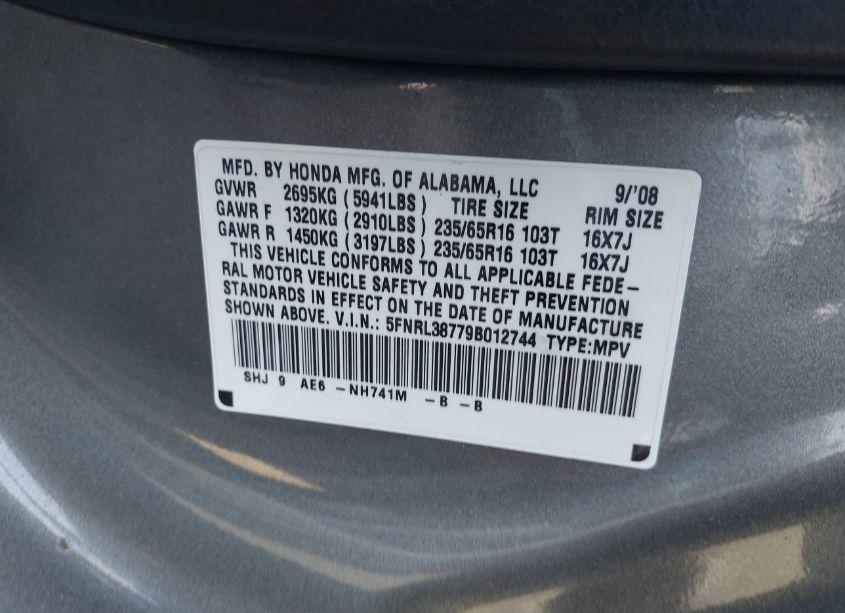 MFD. BY HONDA MFG. OF ALABAMA, LLC 9/'08
GVWR 2695KG (5941LBS) TIRE SIZE RIM SIZE
GAWR F 1320KG (2910LBS) 235/65R16 103T 16X7J
GAWR R 1450KG (3197LBS) 235/65R16 103T 16X7J
THIS VEHICLE CONFORMS TO ALL APPLICABLE FEDE-
RAL MOTOR VEHICLE SAFETY AND THEFT PREVENTION
STANDARDS IN EFFECT ON THE DATE OF MANUFACTURE
SHOWN ABOVE. V.I.N.: 5FNRL38779B012744 TYPE:MPV
SHJ 9 AE6 -NH741M -B -B